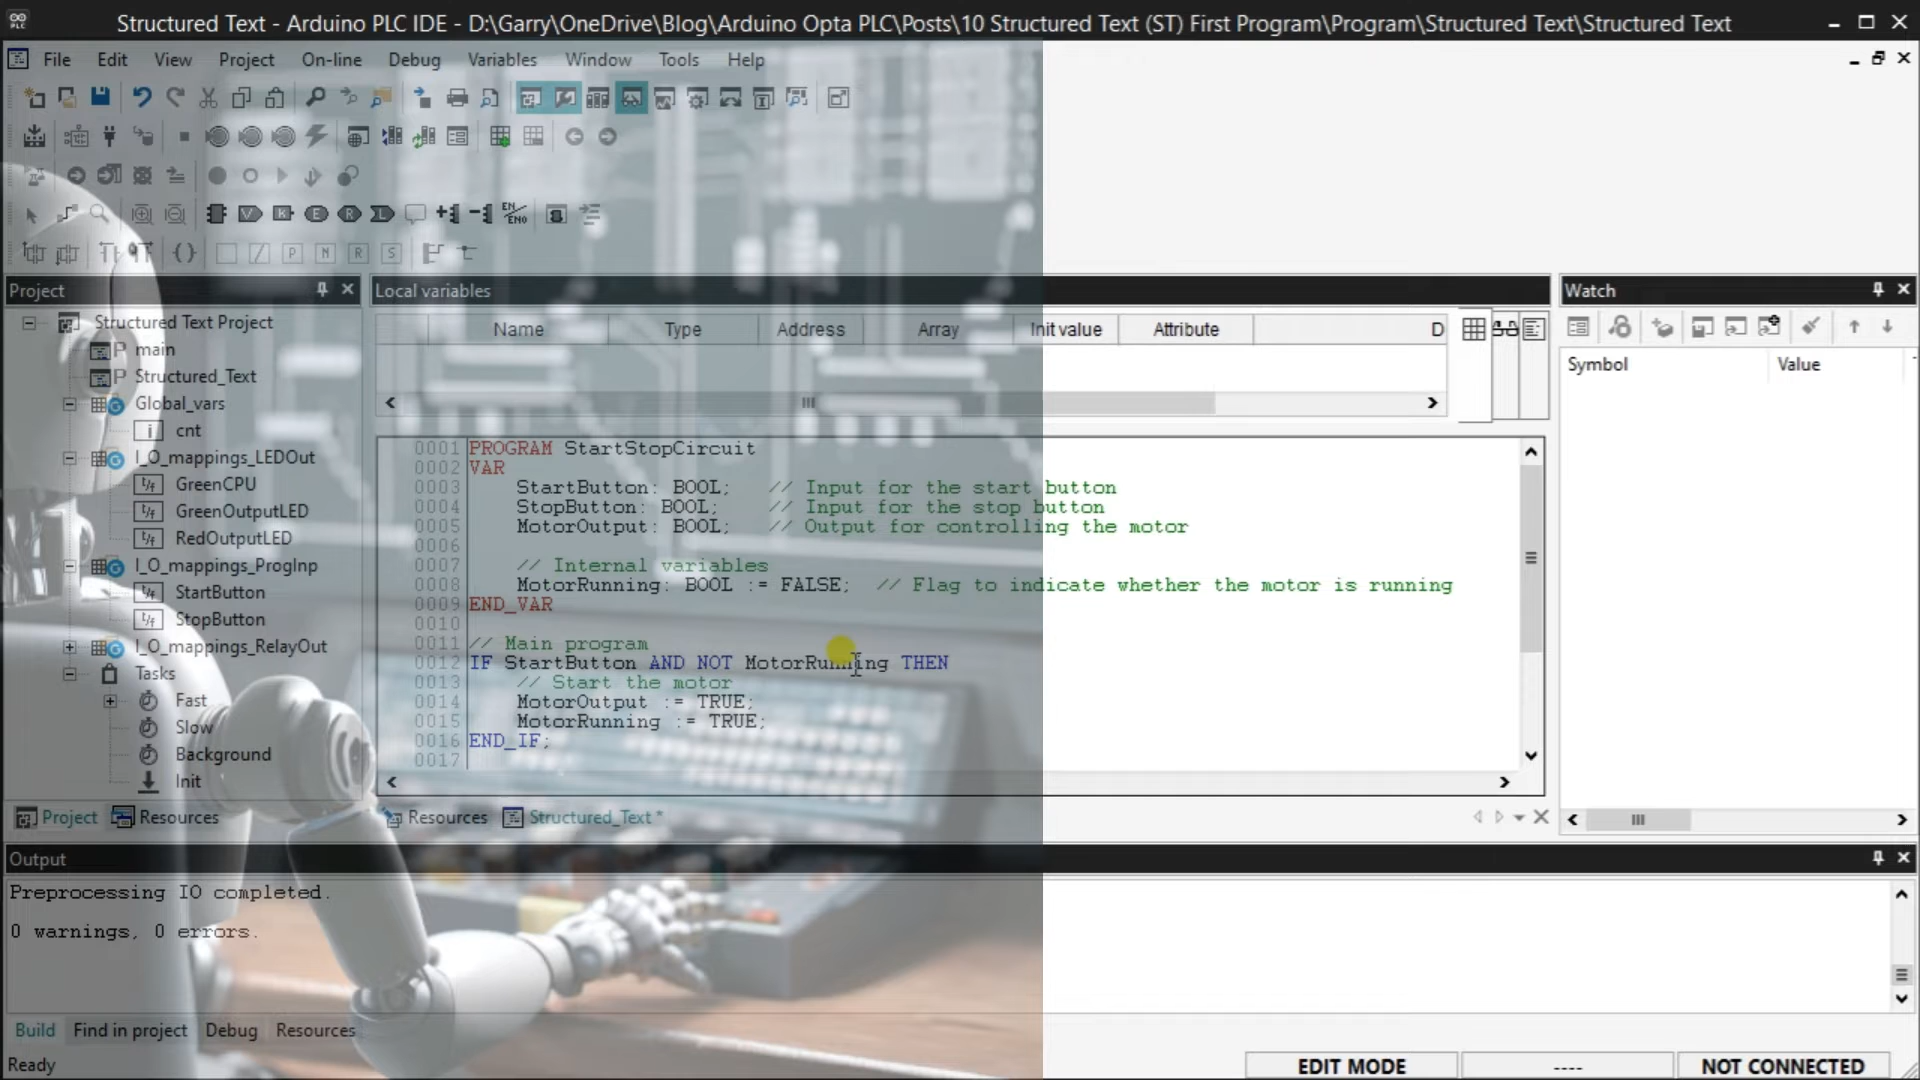 Structured Text - Arduino PLC IDE - D:\Garry\OneDrive\Blog\Arduino Opta PLC\Posts\10 Structured Text (ST) First Program\Program\Structured Text\Structured Text
File Edit View Project On-line Debug Variables Window Tools Help
Project
Structured Text Project
main
Structured_Text
Global_vars
cnt
I_O_mappings_LEDOut
GreenCPU
GreenOutputLED
RedOutputLED
I_O_mappings_ProgInp
StartButton
StopButton
I_O_mappings_RelayOut
Tasks
Fast
Slow
Background
Init
Project Resources
Local variables
Name Type Address Array Init value Attribute D
0001 PROGRAM StartStopCircuit
0002 VAR
0003 StartButton: BOOL; // Input for the start button
0004 StopButton: BOOL; // Input for the stop button
0005 MotorOutput: BOOL; // Output for controlling the motor
0006
0007 // Internal variables
0008 MotorRunning: BOOL := FALSE; // Flag to indicate whether the motor is running
0009 END_VAR
0010
0011 // Main program
0012 IF StartButton AND NOT MotorRunning THEN
0013 // Start the motor
0014 MotorOutput := TRUE;
0015 MotorRunning := TRUE;
0016 END_IF;
0017
Resources Structured_Text *
Watch
Symbol Value
Output
Preprocessing IO completed.
0 warnings, 0 errors.
Build Find in project Debug Resources
Ready
EDIT MODE ---- NOT CONNECTED